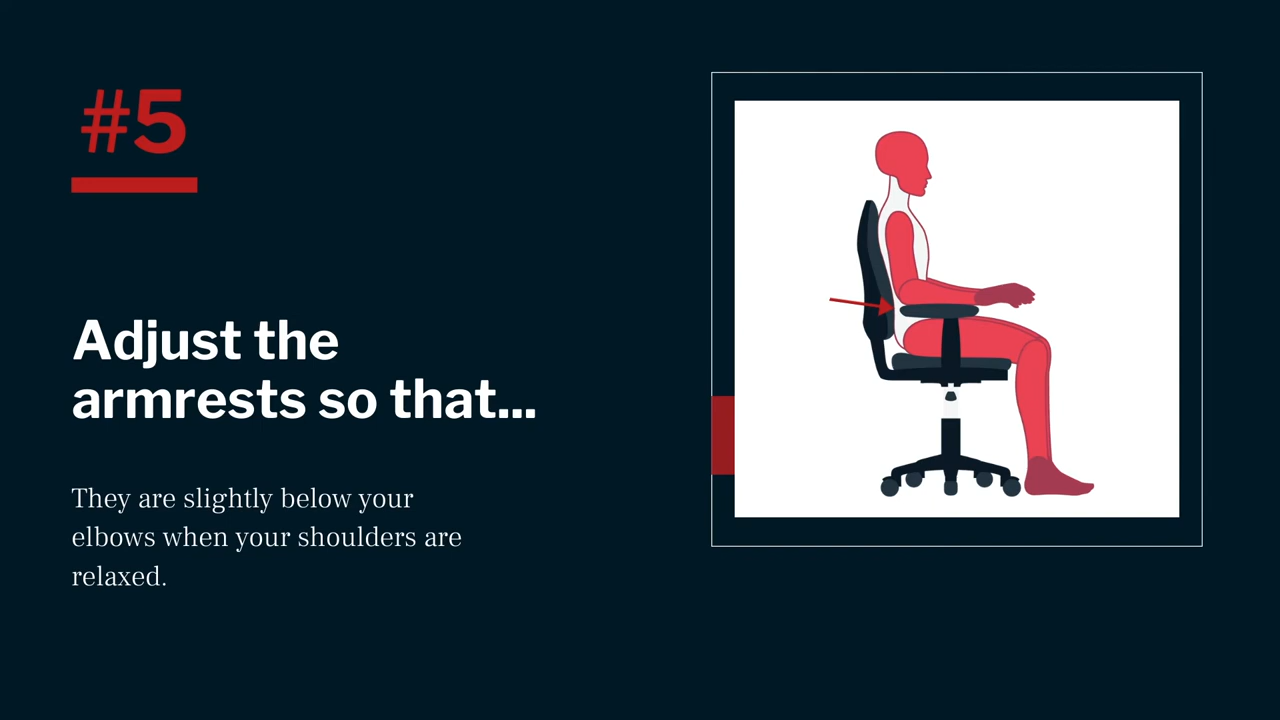 #5
Adjust the
armrests so that...
They are slightly below your
elbows when your shoulders are
relaxed.